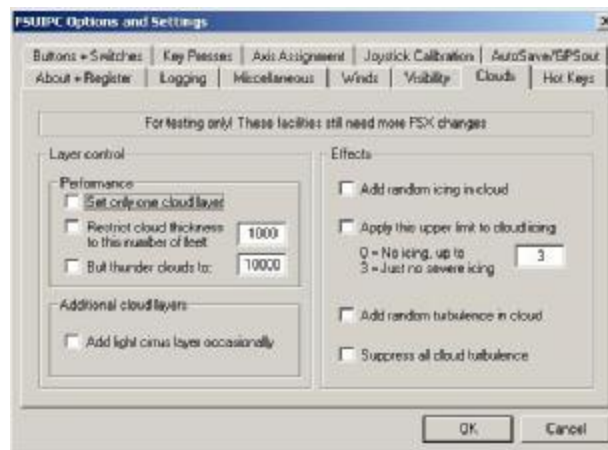 FSUIPC Options and Settings
Buttons + Switches | Key Presses | Axis Assignment | Joystick Calibration | AutoSave/GPSout
About + Register | Logging | Miscellaneous | Winds | Visibility | Clouds | Hot Keys
For testing only! These facilities still need more FSX changes
Layer control
Performance
Set only one cloud layer
Restrict cloud thickness
to this number of feet
1000
But thunder clouds to:
10000
Additional cloud layers
Add light cirrus layer occasionally
Effects
Add random icing in cloud
Apply this upper limit to cloud icing
0 = No icing, up to
3 = Just no severe icing
3
Add random turbulence in cloud
Suppress all cloud turbulence
OK
Cancel